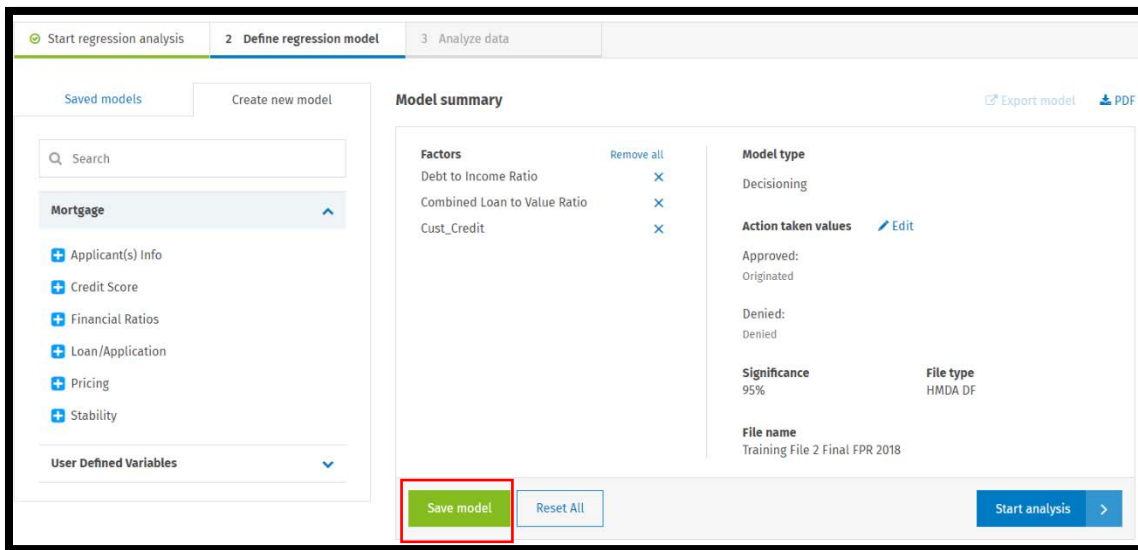 Start regression analysis
2 Define regression model
3 Analyze data
Saved models
Create new model
Search
Mortgage
Applicant(s) Info
Credit Score
Financial Ratios
Loan/Application
Pricing
Stability
User Defined Variables
Model summary
Export model
PDF
Factors
Remove all
Debt to Income Ratio
Combined Loan to Value Ratio
Cust_Credit
Model type
Decisioning
Action taken values
Edit
Approved:
Originated
Denied:
Denied
Significance
95%
File type
HMDA DF
File name
Training File 2 Final FPR 2018
Save model
Reset All
Start analysis